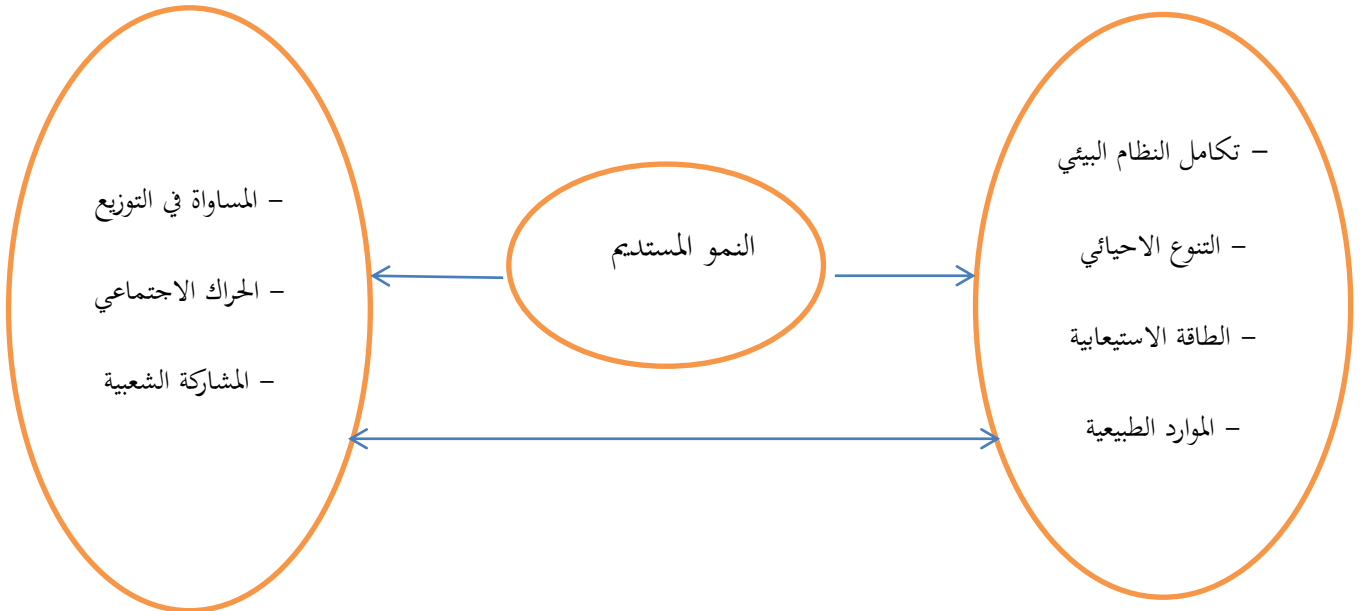 – تكامل النظام البيئي
– التنوع الاحيائي
– الطاقة الاستيعابية
– الموارد الطبيعية
النمو المستديم
– المساواة في التوزيع
– الحراك الاجتماعي
– المشاركة الشعبية